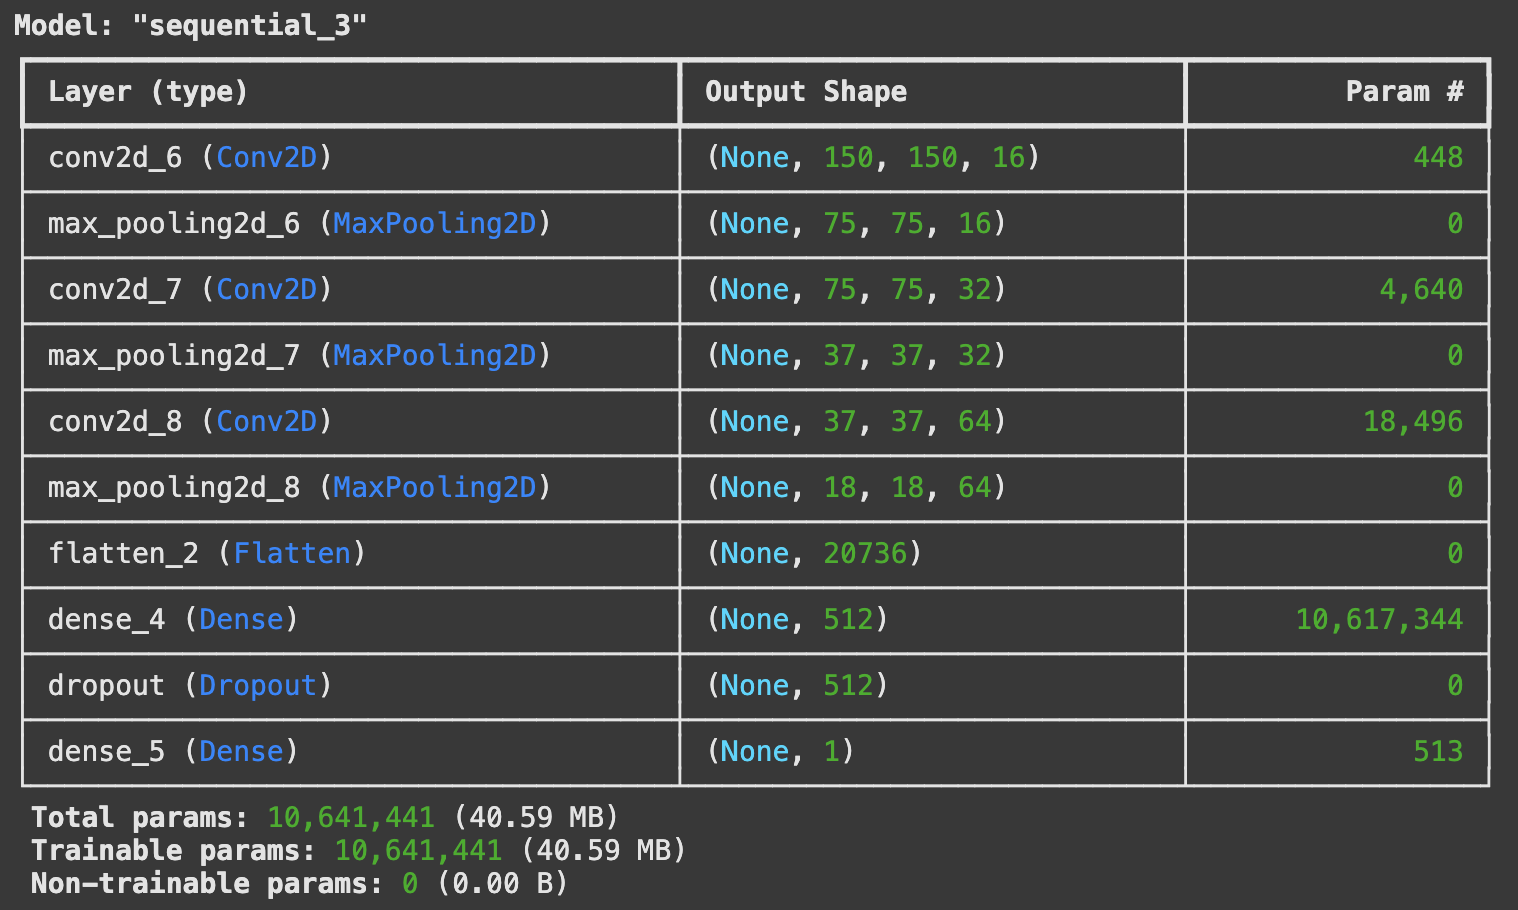 Model: "sequential_3"
Layer (type) Output Shape Param #
conv2d_6 (Conv2D) (None, 150, 150, 16) 448
max_pooling2d_6 (MaxPooling2D) (None, 75, 75, 16) 0
conv2d_7 (Conv2D) (None, 75, 75, 32) 4,640
max_pooling2d_7 (MaxPooling2D) (None, 37, 37, 32) 0
conv2d_8 (Conv2D) (None, 37, 37, 64) 18,496
max_pooling2d_8 (MaxPooling2D) (None, 18, 18, 64) 0
flatten_2 (Flatten) (None, 20736) 0
dense_4 (Dense) (None, 512) 10,617,344
dropout (Dropout) (None, 512) 0
dense_5 (Dense) (None, 1) 513
Total params: 10,641,441 (40.59 MB)
Trainable params: 10,641,441 (40.59 MB)
Non-trainable params: 0 (0.00 B)